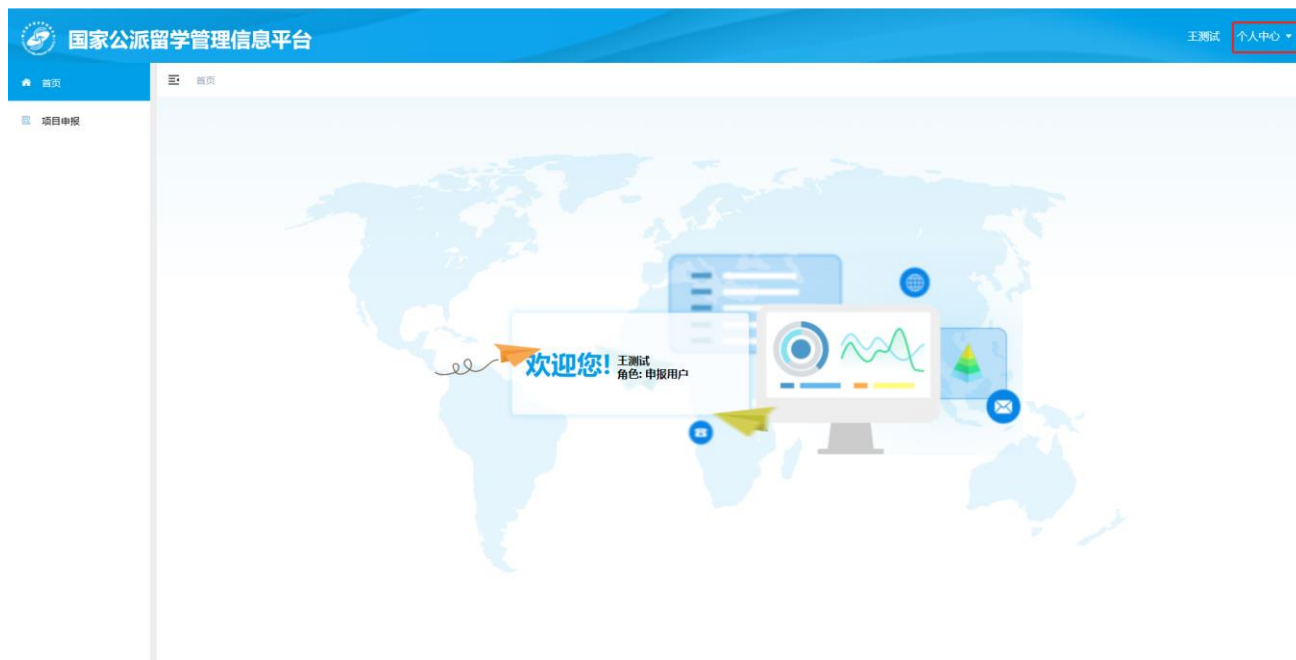 国家公派留学管理信息平台
王测试 个人中心
首页
首页
项目申报
欢迎您! 王测试
角色: 申报用户